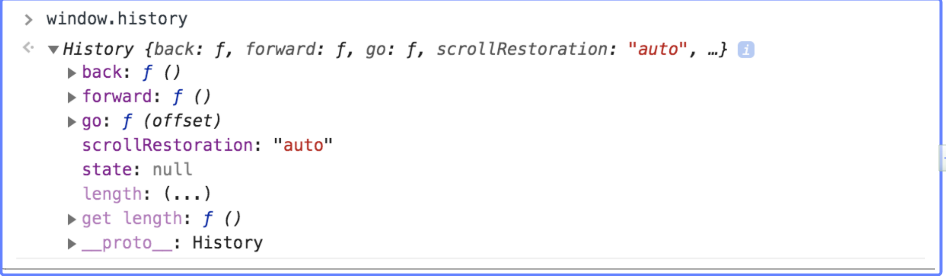 > window.history
History {back: ƒ, forward: ƒ, go: ƒ, scrollRestoration: "auto", …} i
back: ƒ ()
forward: ƒ ()
go: ƒ (offset)
scrollRestoration: "auto"
state: null
length: (...)
get length: ƒ ()
__proto__: History